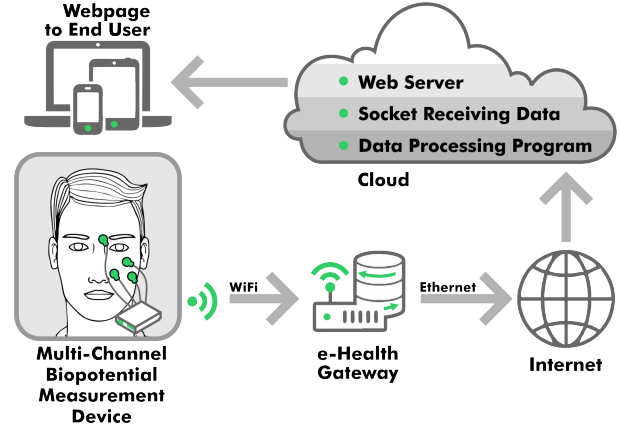 Webpage
to End User
Web Server
Socket Receiving Data
Data Processing Program
Cloud
WiFi
Ethernet
Multi-Channel
Biopotential
Measurement
Device
e-Health
Gateway
Internet